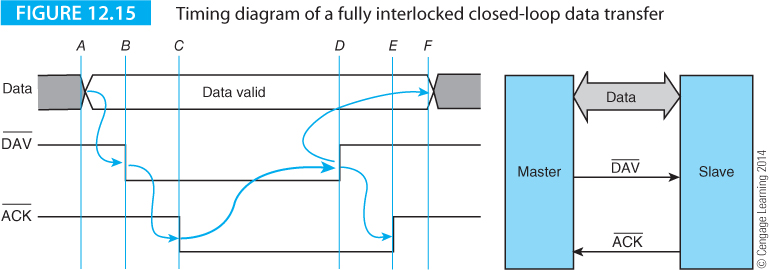 FIGURE 12.15 Timing diagram of a fully interlocked closed-loop data transfer
A B C D E F
Data
Data valid
DAV
ACK
Data
Master
DAV
Slave
ACK
© Cengage Learning 2014